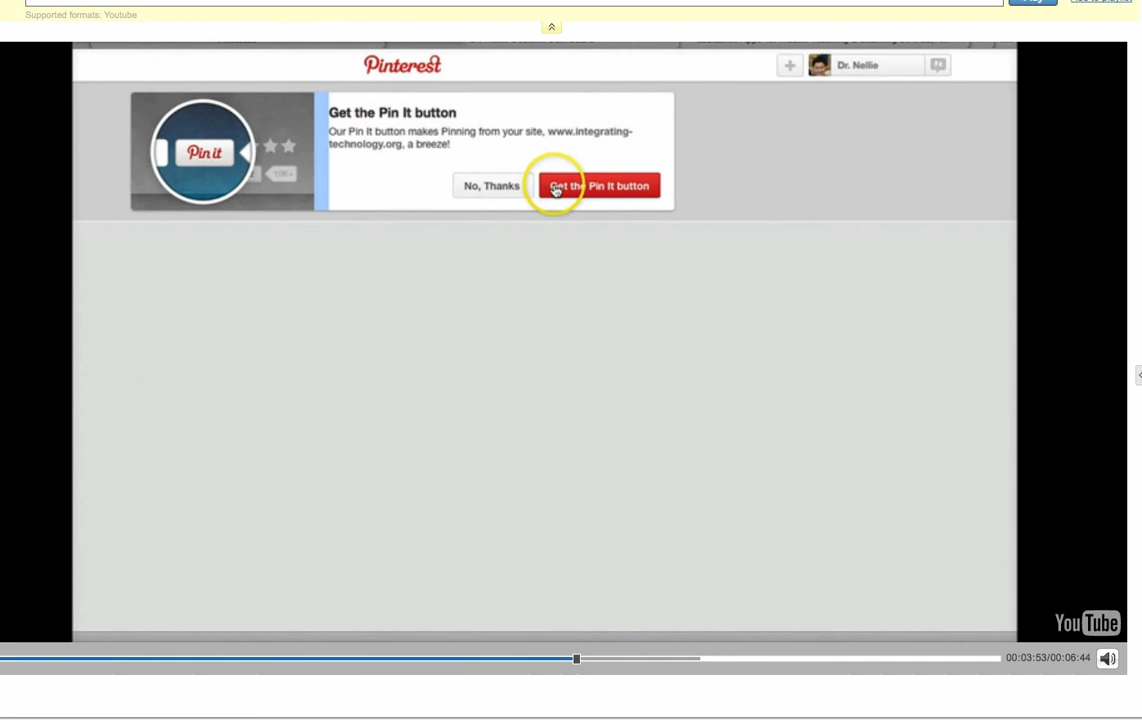 Supported formats: Youtube
Pinterest
Dr. Nellie
Get the Pin It button
Our Pin It button makes Pinning from your site, www.integrating-
technology.org, a breeze!
Pin it
10K+
No, Thanks
Get the Pin It button
YouTube
00:03:53/00:06:44